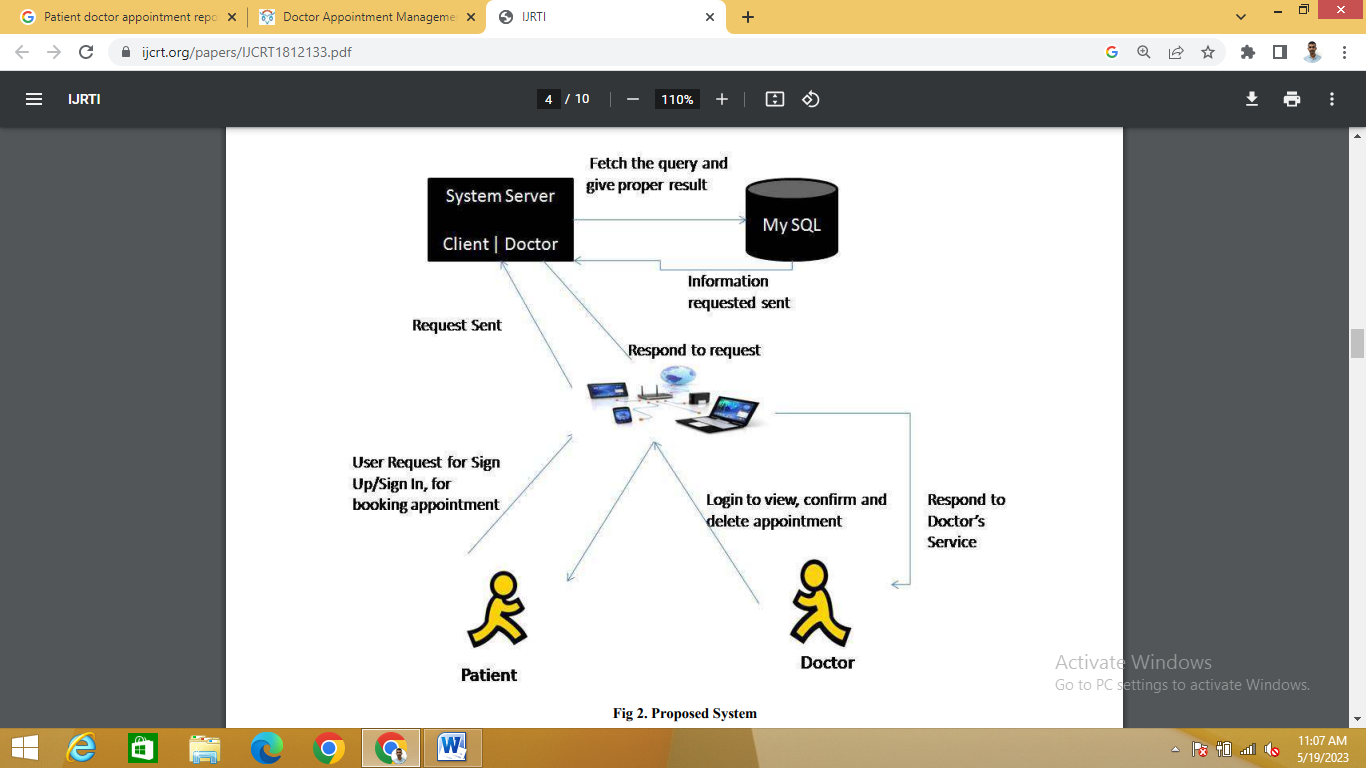 Patient doctor appointment repo
Doctor Appointment Manageme
IJRTI
ijcrt.org/papers/IJCRT1812133.pdf
IJRTI
4 / 10
110%
Fetch the query and
give proper result
System Server
Client | Doctor
My SQL
Information
requested sent
Request Sent
Respond to request
User Request for Sign
Up/Sign In, for
booking appointment
Login to view, confirm and
delete appointment
Respond to
Doctor's
Service
Patient
Doctor
Activate Windows
Go to PC settings to activate Windows.
Fig 2. Proposed System
11:07 AM
5/19/2023